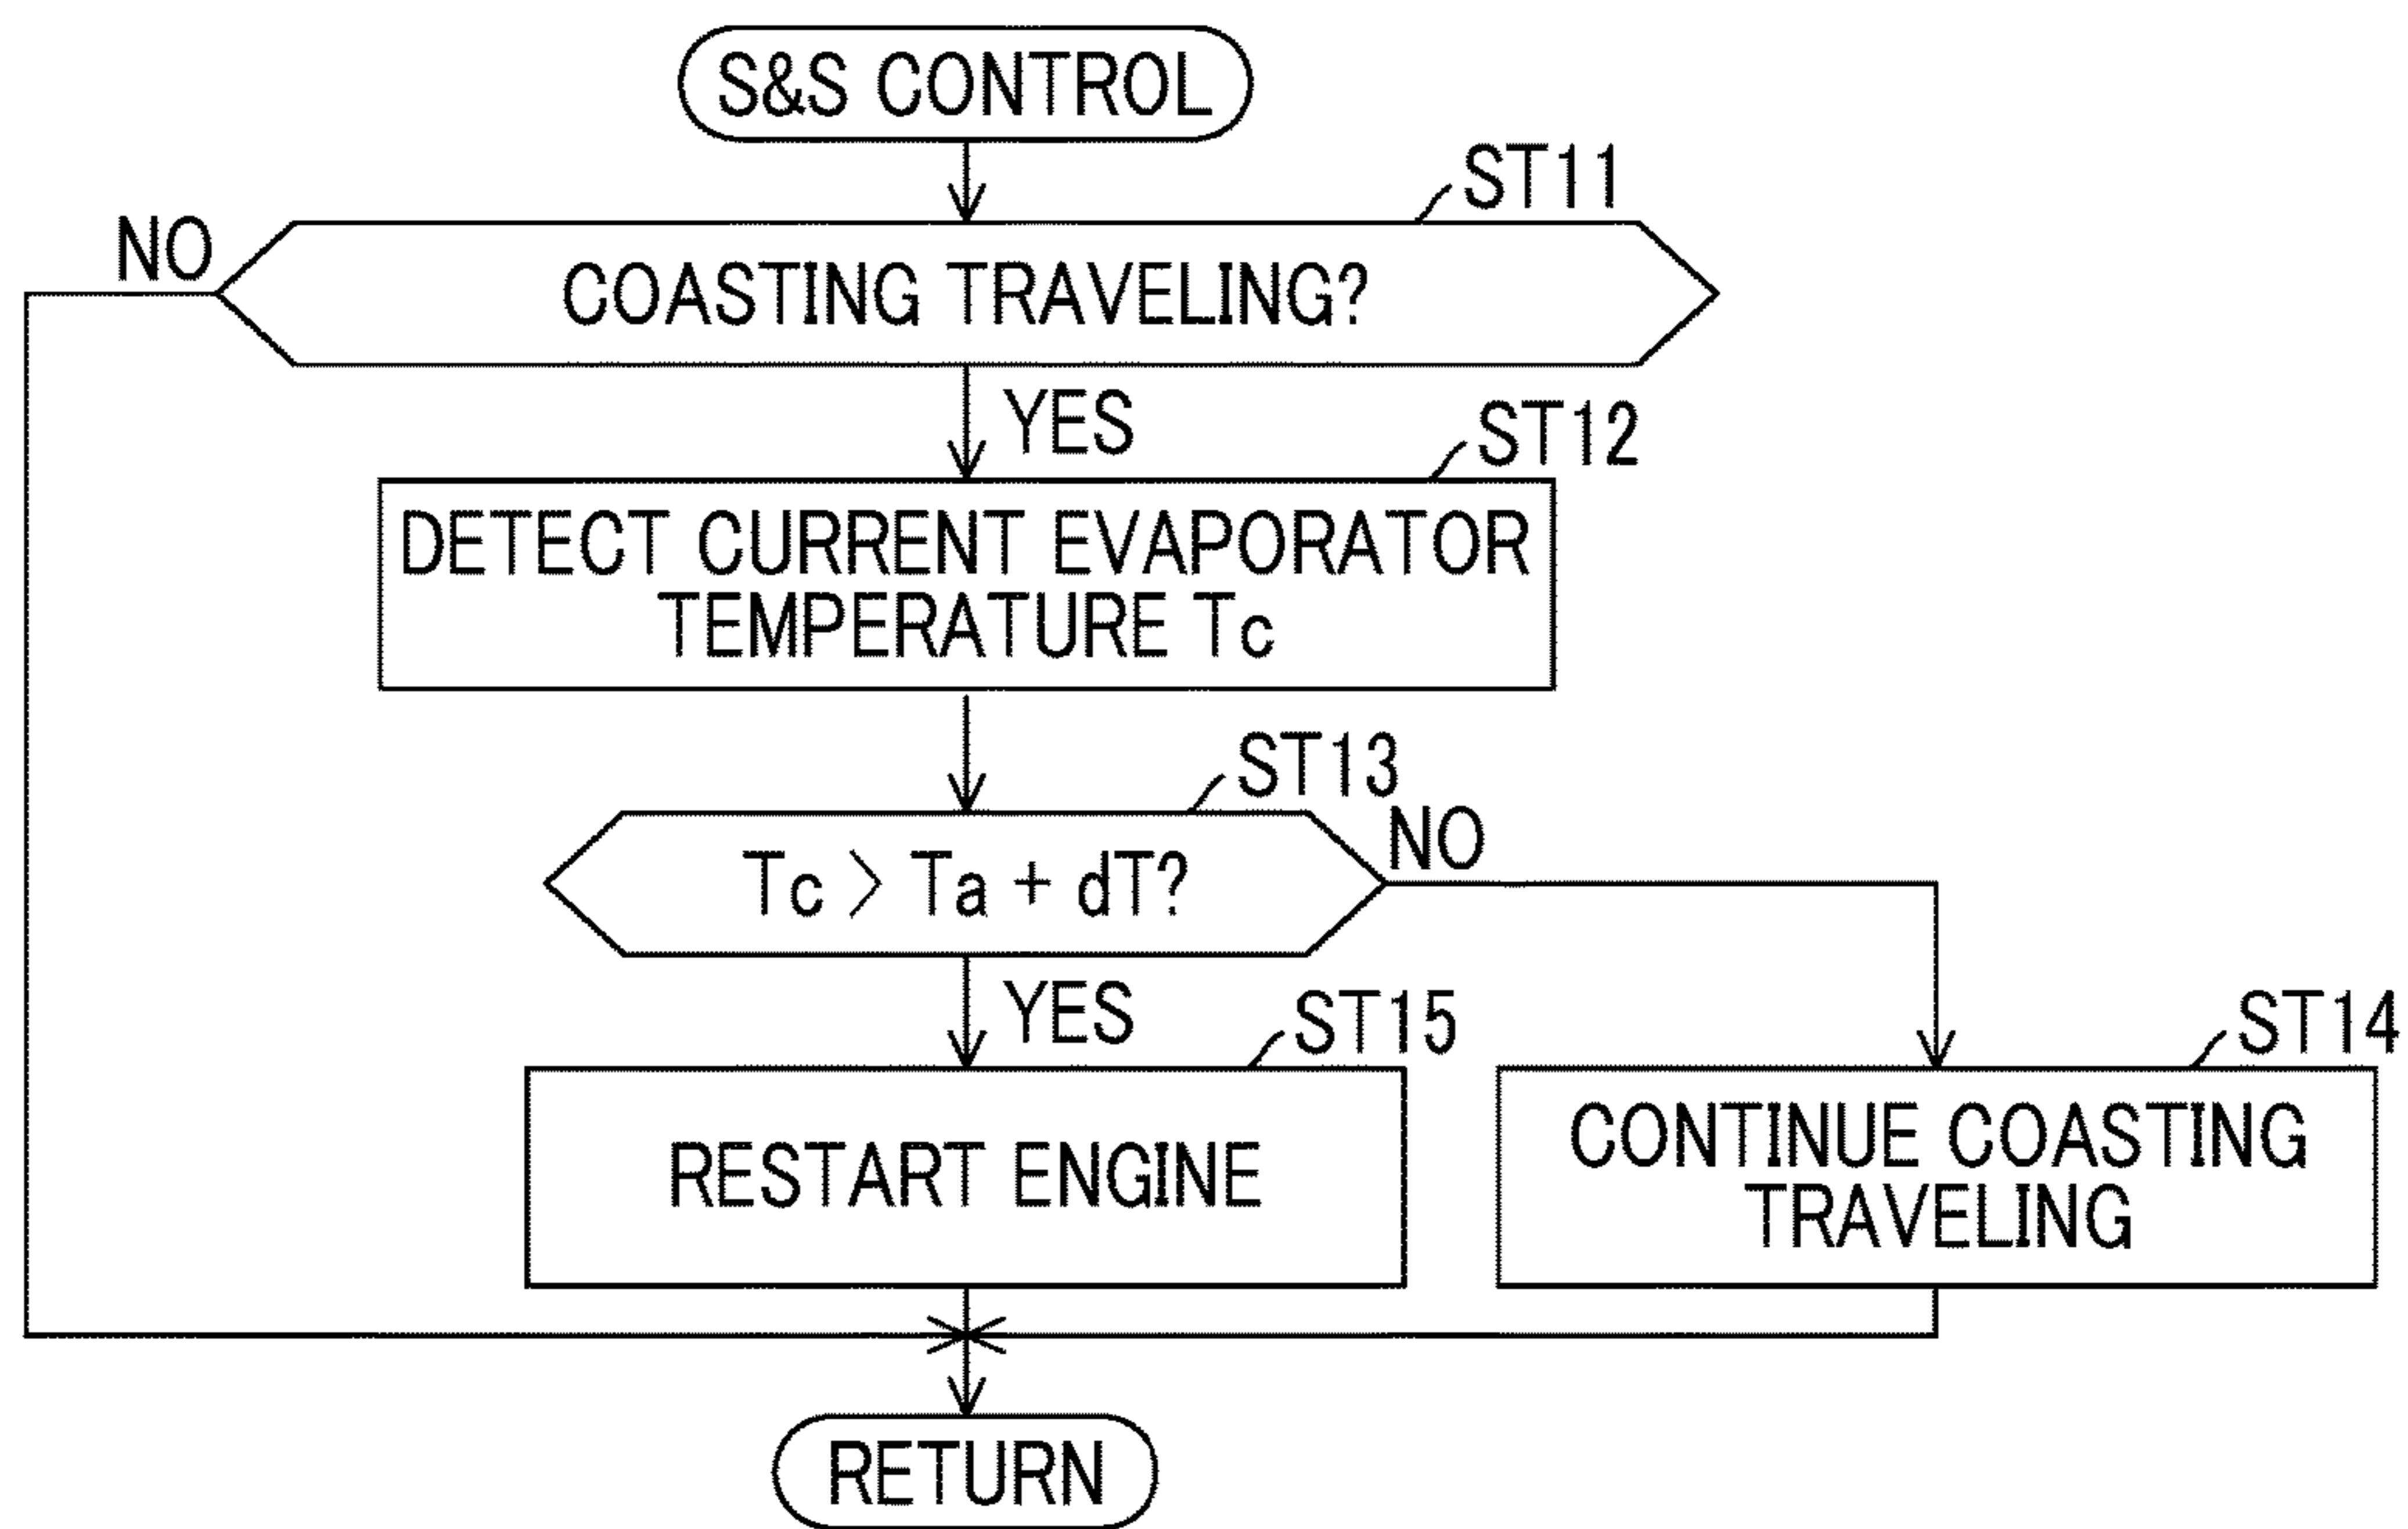 S&S CONTROL
ST11
NO
COASTING TRAVELING?
YES
ST12
DETECT CURRENT EVAPORATOR
TEMPERATURE Tc
ST13
NO
Tc > Ta + dT?
YES
ST15
ST14
RESTART ENGINE
CONTINUE COASTING
TRAVELING
RETURN